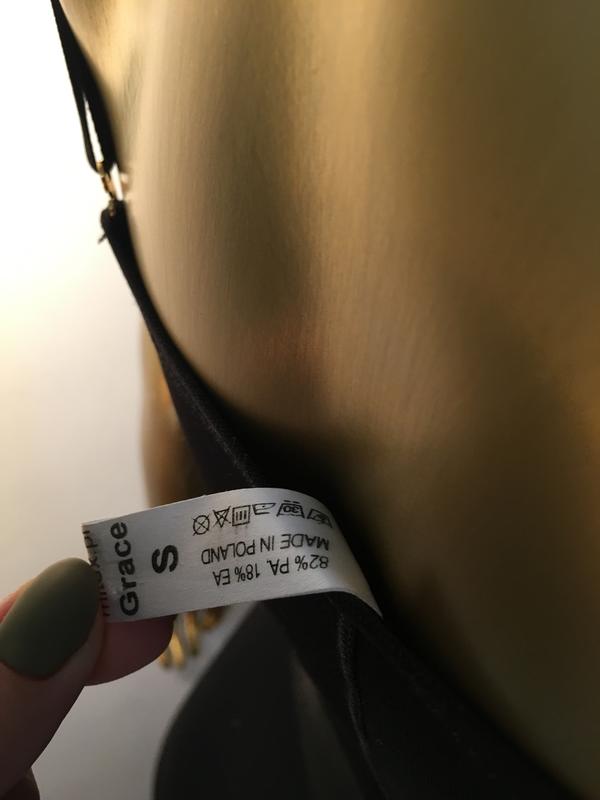 Grace
S
MADE IN POLAND
82% PA 18% EA